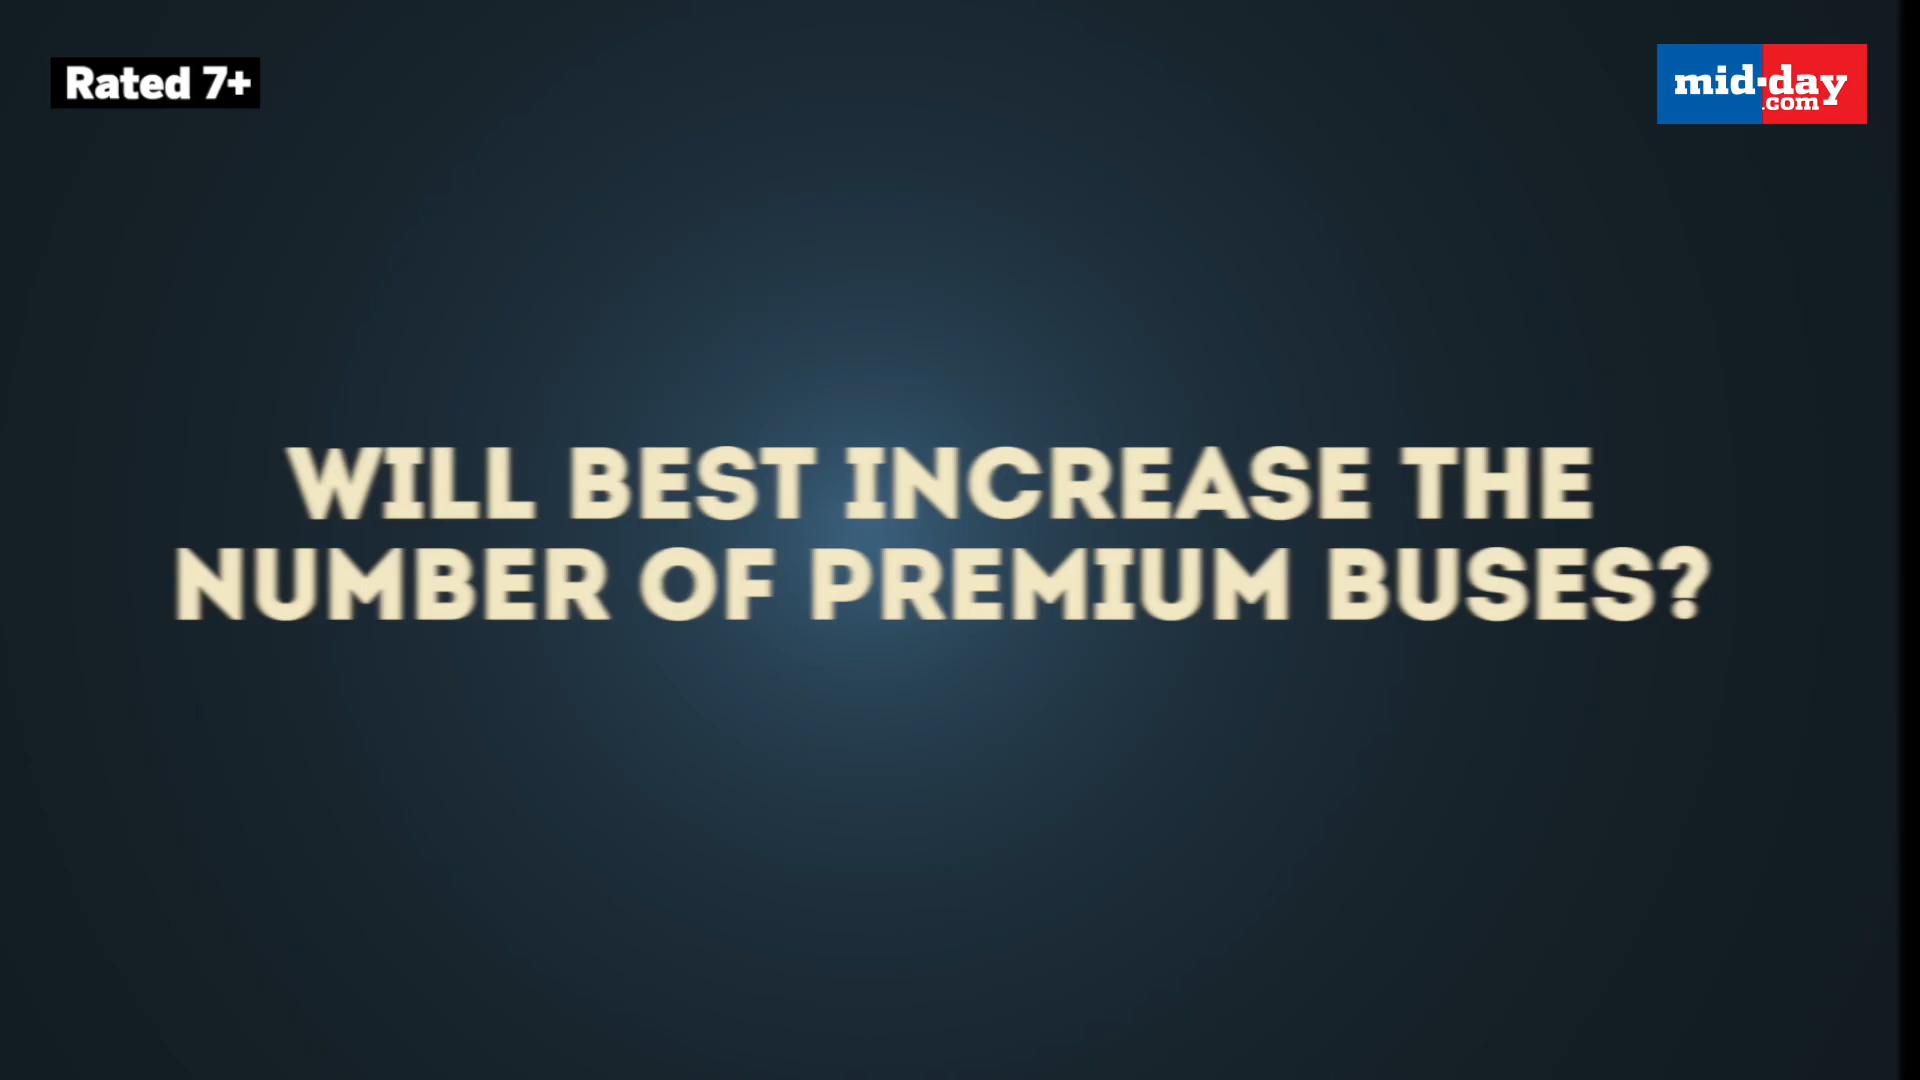 Rated 7+
mid-day
.com
WILL BEST INCREASE THE
NUMBER OF PREMIUM BUSES?